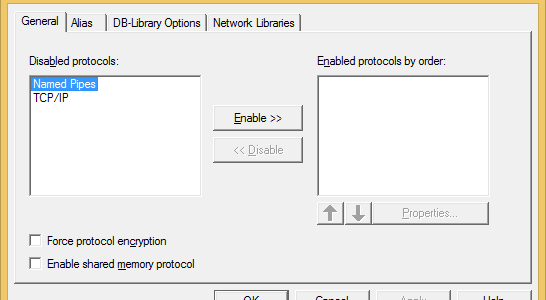 General
Alias
DB-Library Options
Network Libraries
Disabled protocols:
Enabled protocols by order:
Named Pipes
TCP/IP
Enable >>
<< Disable
Properties...
Force protocol encryption
Enable shared memory protocol
OK
Cancel
Apply
Help